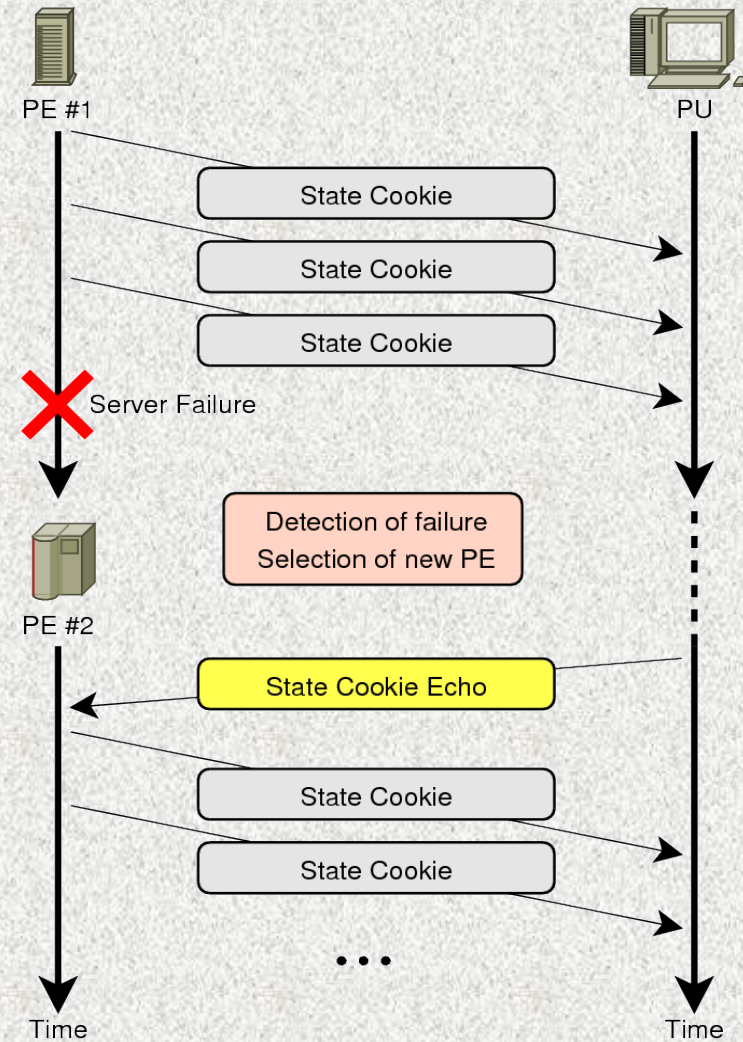 PE #1
PU
State Cookie
State Cookie
State Cookie
Server Failure
Detection of failure
Selection of new PE
PE #2
State Cookie Echo
State Cookie
State Cookie
...
Time
Time